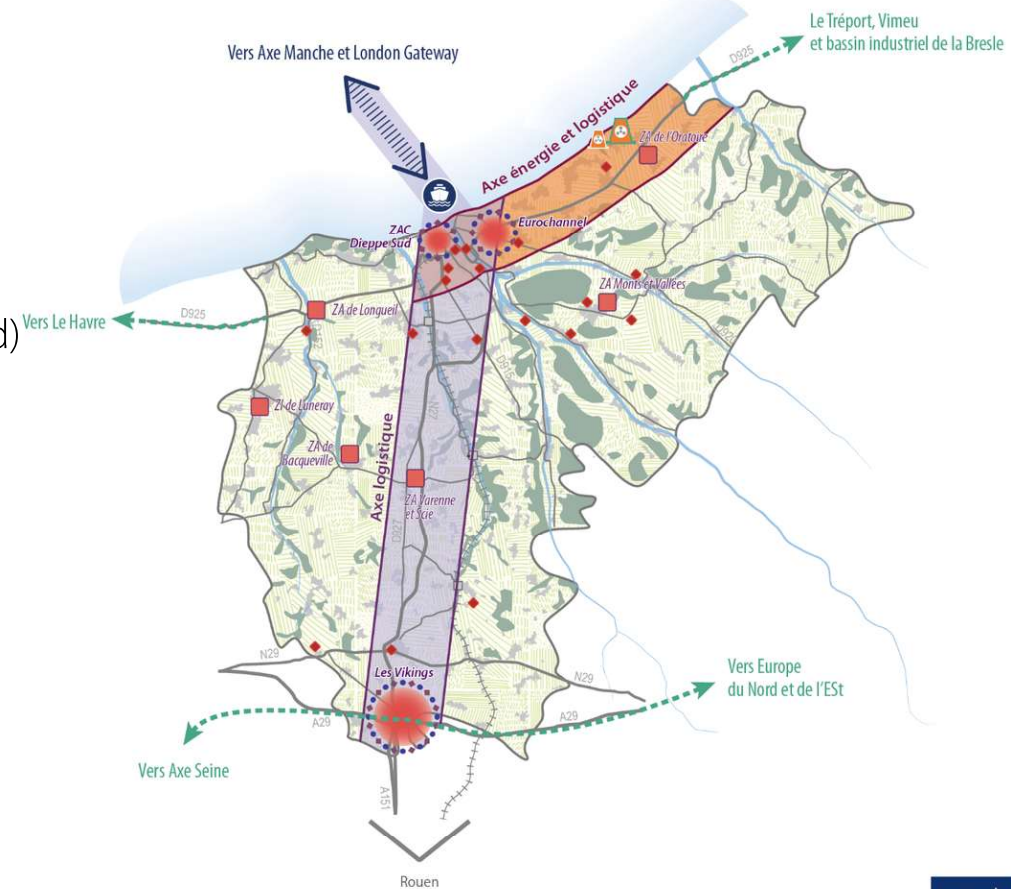 Le Tréport, Vimeu
et bassin industriel de la Bresle
D925
Vers Axe Manche et London Gateway
Axe énergie et logistique
ZA de l'Oratoire
ZAC
Dieppe Sud
Eurochannel
ZA Monts et Vallées
d)
Vers Le Havre
D925
ZA de Longueil
D915
ZI de Luneray
N27
ZA de
Bacqueville
Axe logistique
ZA Varenne
et Scie
D927
N29
Les Vikings
N29
Vers Europe
du Nord et de l'ESt
A29
A29
Vers Axe Seine
A151
Rouen